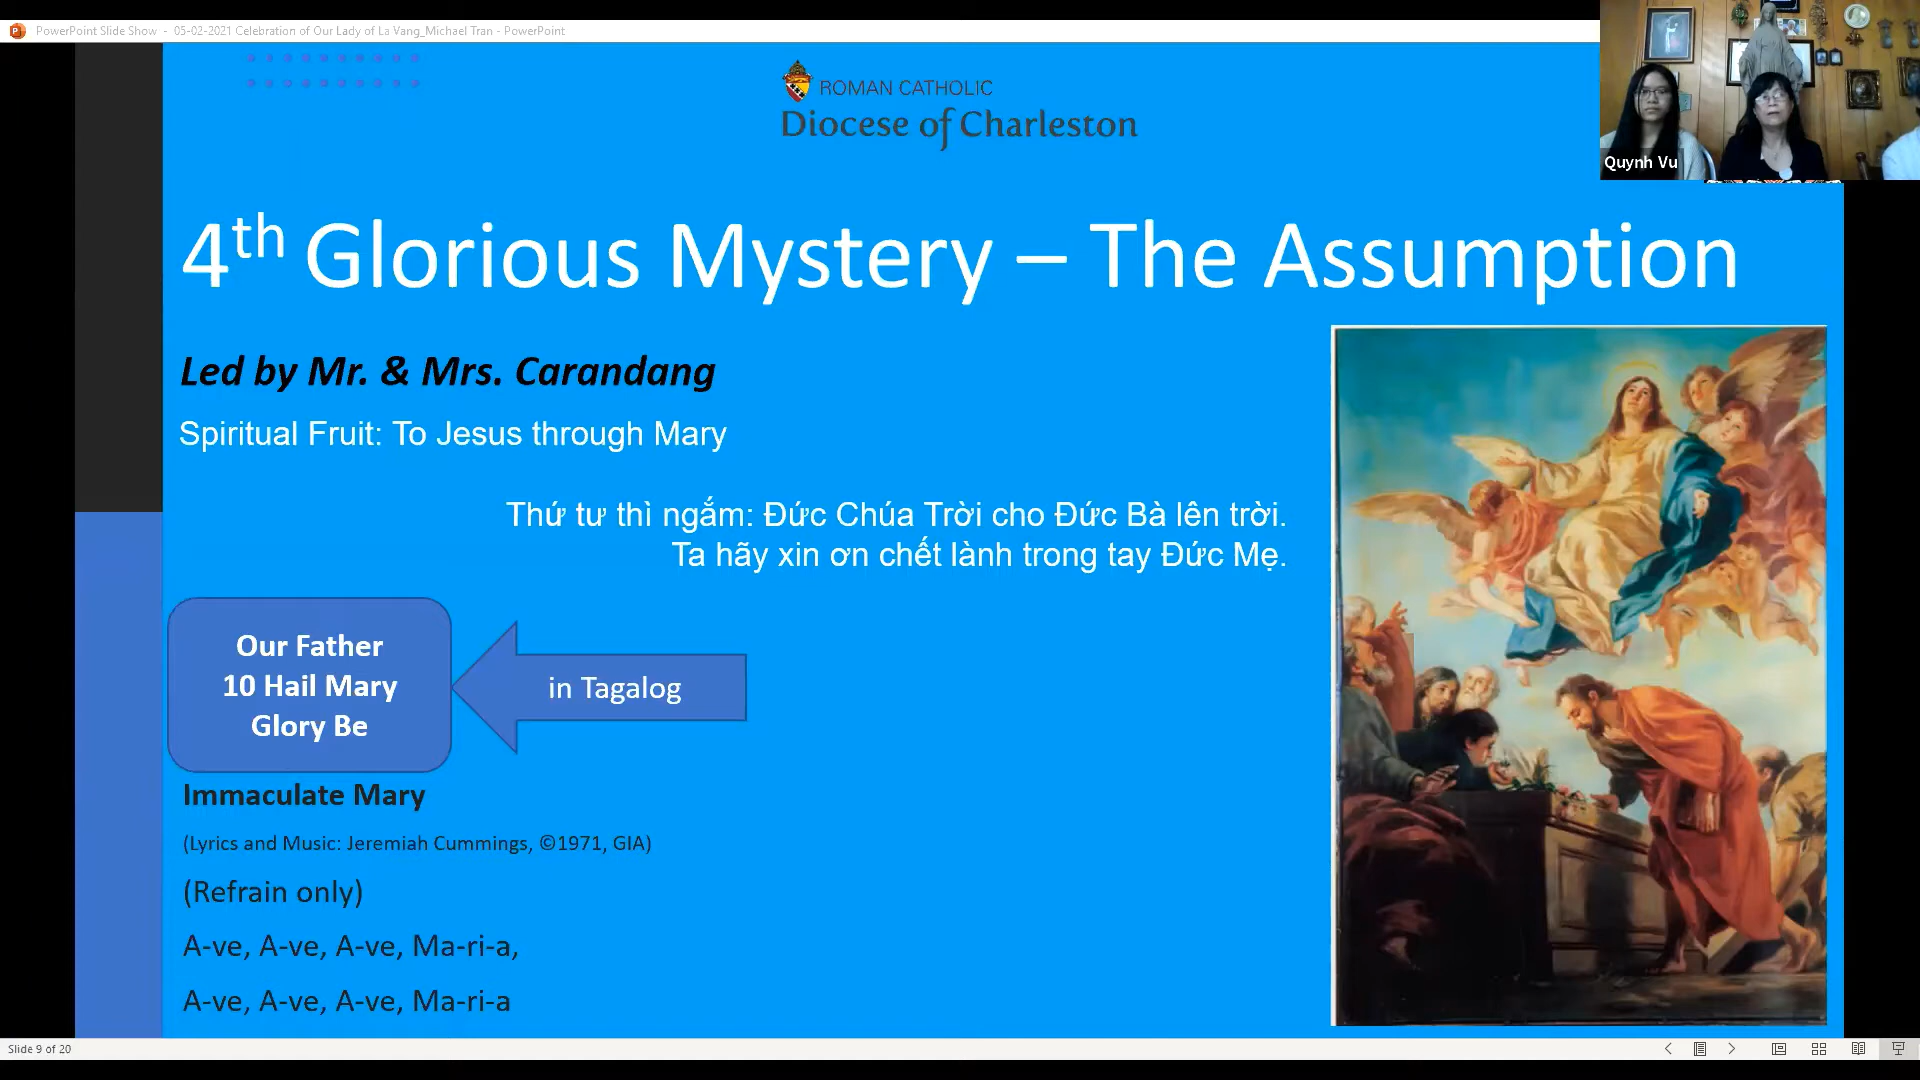 PowerPoint Slide Show - 05-02-2021 Celebration of Our Lady of La Vang_Michael Tran - PowerPoint
ROMAN CATHOLIC
Diocese of Charleston
Quynh Vu
4th Glorious Mystery – The Assumption
Led by Mr. & Mrs. Carandang
Spiritual Fruit: To Jesus through Mary
Thứ tư thì ngắm: Đức Chúa Trời cho Đức Bà lên trời.
Ta hãy xin ơn chết lành trong tay Đức Mẹ.
Our Father
10 Hail Mary
Glory Be
in Tagalog
Immaculate Mary
(Lyrics and Music: Jeremiah Cummings, ©1971, GIA)
(Refrain only)
A-ve, A-ve, A-ve, Ma-ri-a,
A-ve, A-ve, A-ve, Ma-ri-a
Slide 9 of 20